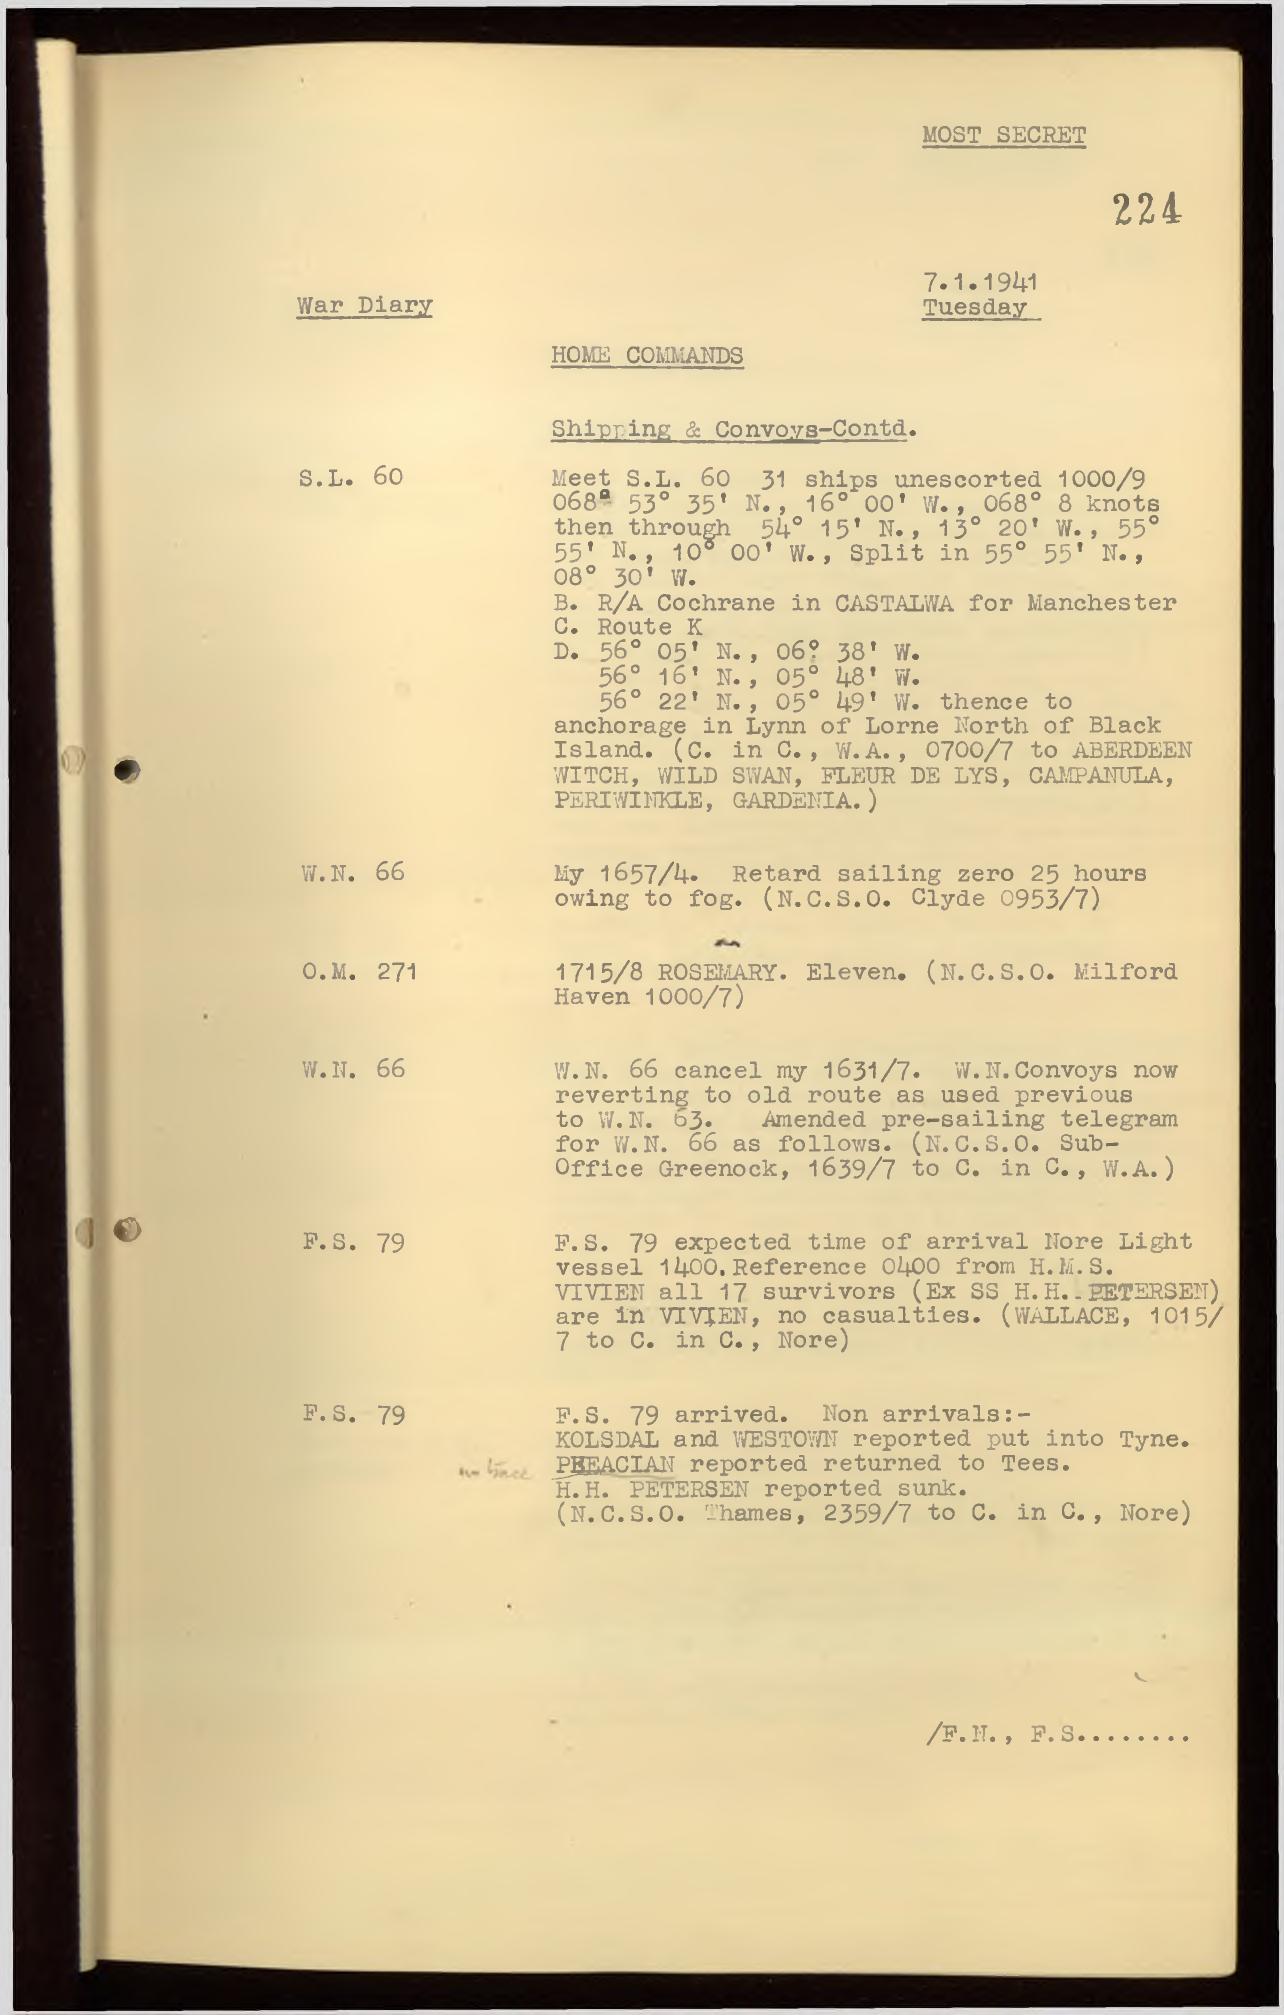 MOST SECRET
224
7.1.1941
War Diary
Tuesday
HOME COMMANDS
Shipping & Convoys-Contd.
S.L. 60 Meet S.L. 60 31 ships unescorted 1000/9
068° 53° 35' N., 16° 00' W., 068° 8 knots
then through 54° 15' N., 13° 20' W., 55°
55' N., 10° 00' W., Split in 55° 55' N.,
08° 30' W.
B. R/A Cochrane in CASTALWA for Manchester
C. Route K
D. 56° 05' N., 06° 38' W.
56° 16' N., 05° 48' W.
56° 22' N., 05° 49' W. thence to
anchorage in Lynn of Lorne North of Black
Island. (C. in C., W.A., 0700/7 to ABERDEEN
WITCH, WILD SWAN, FLEUR DE LYS, CAMPANULA,
PERIWINKLE, GARDENIA.)
W.N. 66 My 1657/4. Retard sailing zero 25 hours
owing to fog. (N.C.S.O. Clyde 0953/7)
O.M. 271 1715/8 ROSEMARY. Eleven. (N.C.S.O. Milford
Haven 1000/7)
W.N. 66 W.N. 66 cancel my 1631/7. W.N.Convoys now
reverting to old route as used previous
to W.N. 63. Amended pre-sailing telegram
for W.N. 66 as follows. (N.C.S.O. Sub-
Office Greenock, 1639/7 to C. in C., W.A.)
F.S. 79 F.S. 79 expected time of arrival Nore Light
vessel 1400.Reference 0400 from H.M.S.
VIVIEN all 17 survivors (Ex SS H.H. PETERSEN)
are in VIVIEN, no casualties. (WALLACE, 1015/
7 to C. in C., Nore)
F.S. 79 F.S. 79 arrived. Non arrivals:-
KOLSDAL and WESTOWN reported put into Tyne.
no trace PHEACIAN reported returned to Tees.
H.H. PETERSEN reported sunk.
(N.C.S.O. Thames, 2359/7 to C. in C., Nore)
/F.N., F.S........